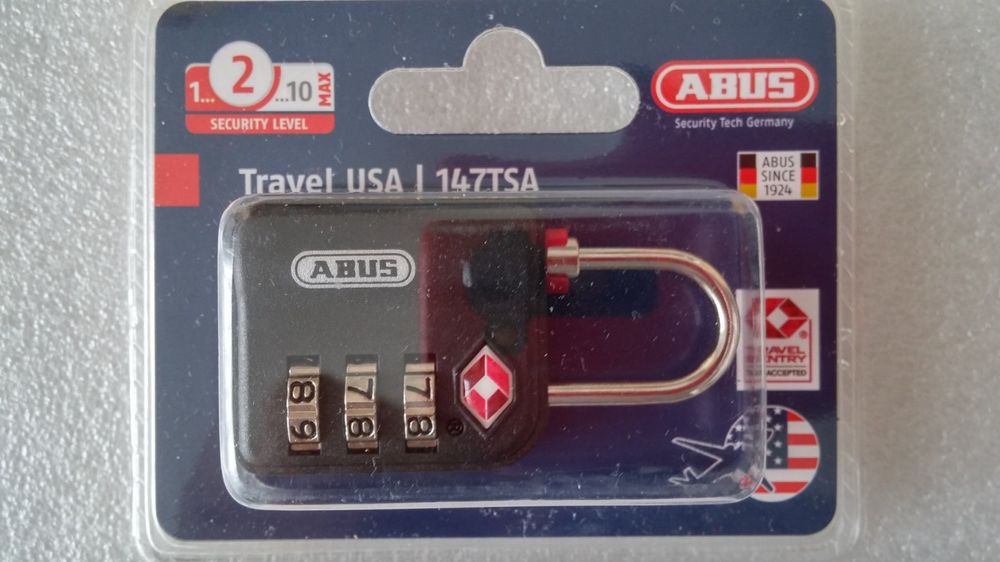 1... 2 ...10 MAX
SECURITY LEVEL
ABUS
Security Tech Germany
Travel USA | 147TSA
ABUS
SINCE
1924
ABUS
®
TRAVEL
SENTRY
ACCEPTED
8 7 7
9 8 8
®